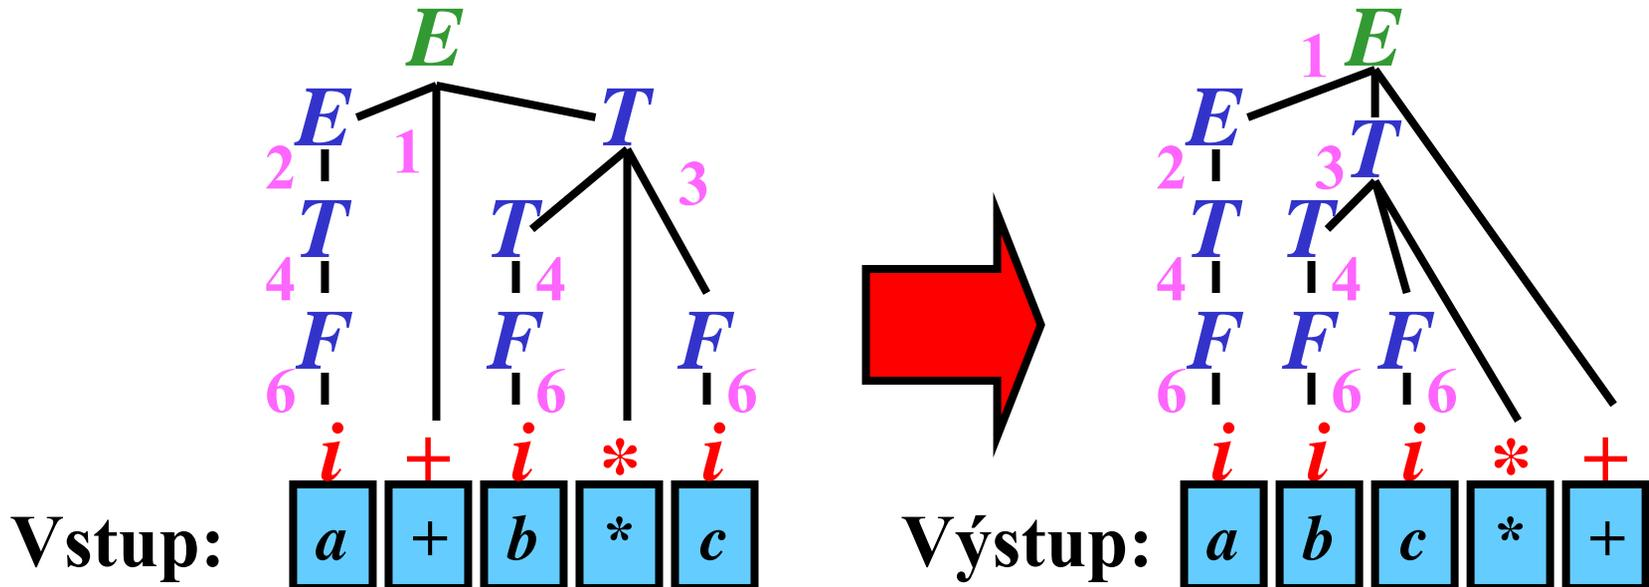 E
E T
1
2 3
T T
4 4
F F F
6 6 6
i + i * i
Vstup: a + b * c
1 E
E T
2 3
T T
4 4
F F F
6 6 6
i i i * +
Výstup: a b c * +